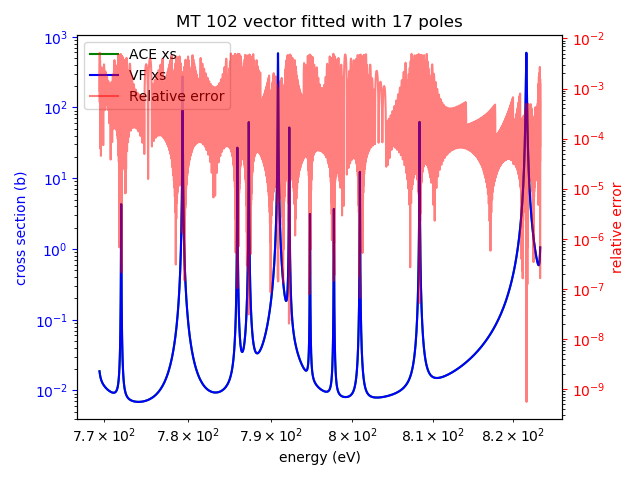 MT 102 vector fitted with 17 poles
ACE xs
VF xs
Relative error
cross section (b)
10³
10²
10¹
10⁰
10⁻¹
10⁻²
relative error
10⁻²
10⁻³
10⁻⁴
10⁻⁵
10⁻⁶
10⁻⁷
10⁻⁸
10⁻⁹
7.7 × 10² 7.8 × 10² 7.9 × 10² 8 × 10² 8.1 × 10² 8.2 × 10²
energy (eV)